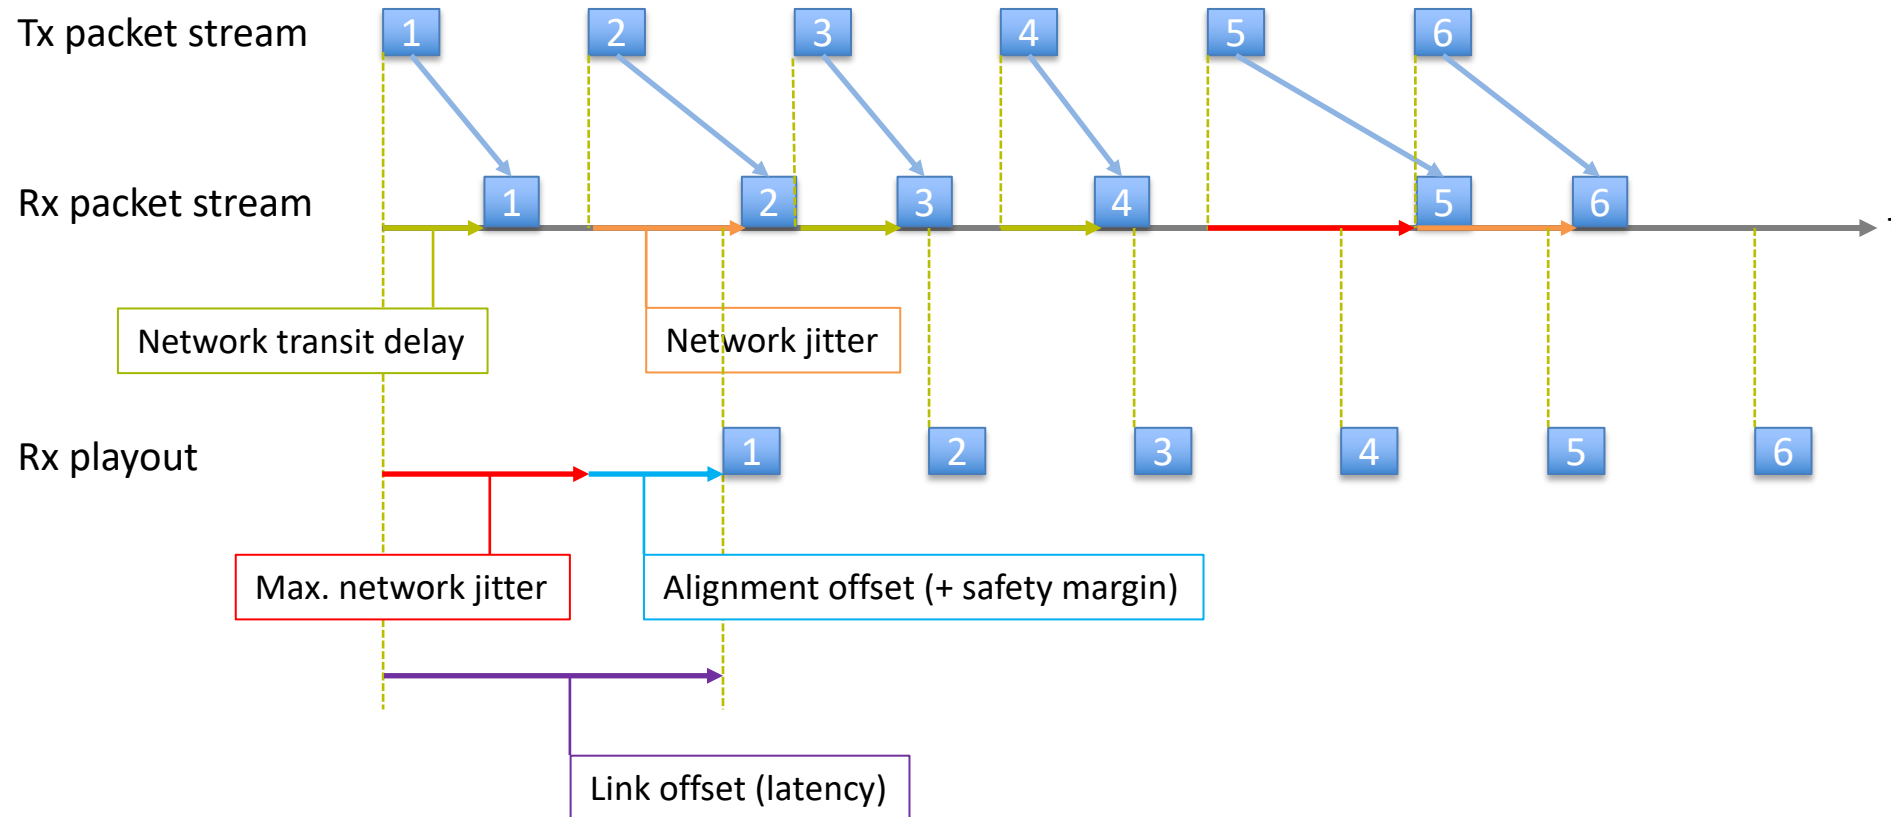 Tx packet stream
1 2 3 4 5 6
Rx packet stream
1 2 3 4 5 6
Network transit delay
Network jitter
Rx playout
1 2 3 4 5 6
Max. network jitter
Alignment offset (+ safety margin)
Link offset (latency)